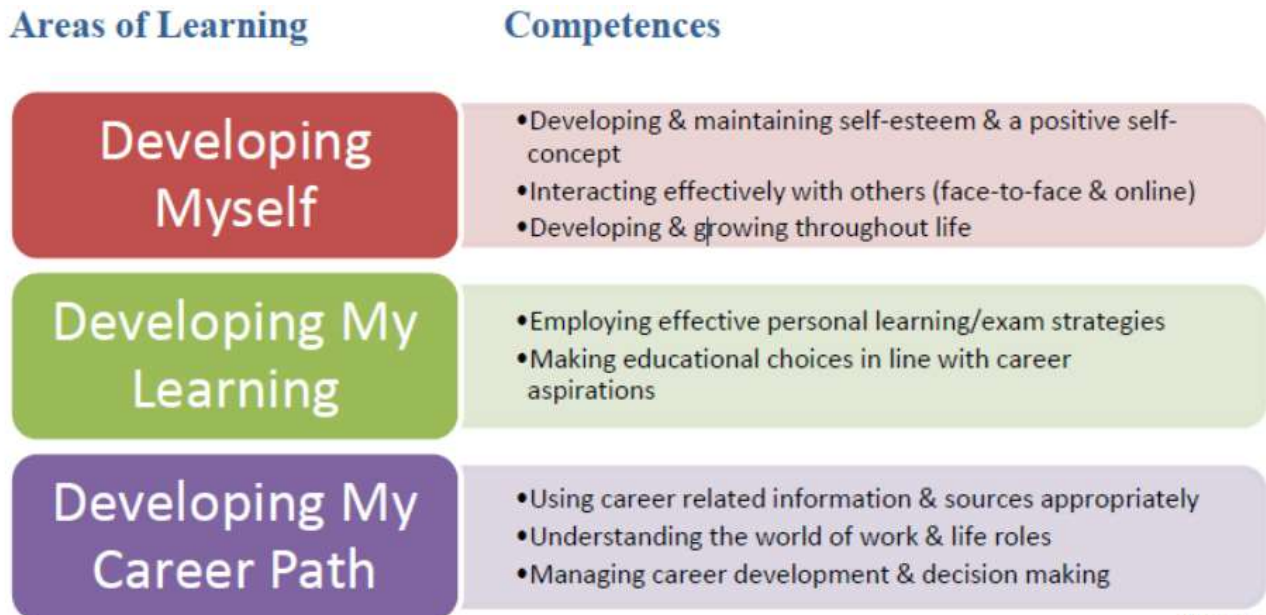 Areas of Learning
Competences
Developing
Myself
•Developing & maintaining self-esteem & a positive self-
concept
•Interacting effectively with others (face-to-face & online)
•Developing & growing throughout life
Developing My
Learning
•Employing effective personal learning/exam strategies
•Making educational choices in line with career
aspirations
Developing My
Career Path
•Using career related information & sources appropriately
•Understanding the world of work & life roles
•Managing career development & decision making